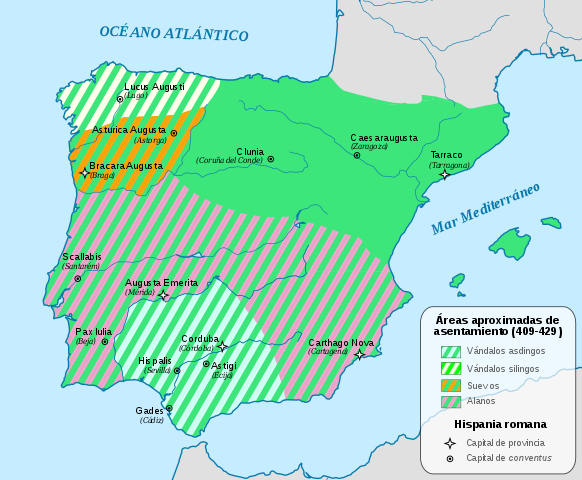 OCÉANO ATLÁNTICO
Lucus Augusti
(Lugo)
Asturica Augusta
(Astorga)
Bracara Augusta
(Braga)
Clunia
(Coruña del Conde)
Caesaraugusta
(Zaragoza)
Tarraco
(Tarragona)
Mar Mediterráneo
Scallabis
(Santarém)
Augusta Emerita
(Mérida)
Pax Iulia
(Beja)
Corduba
(Córdoba)
Hispalis
(Sevilla)
Astigi
(Écija)
Gades
(Cádiz)
Carthago Nova
(Cartagena)
Áreas aproximadas de
asentamiento (409-429)
Vándalos asdingos
Vándalos silingos
Suevos
Alanos
Hispania romana
Capital de provincia
Capital de conventus